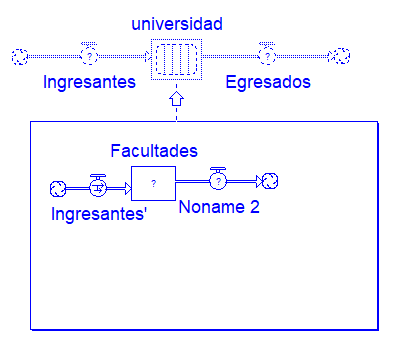 universidad
?
?
Ingresantes
Egresados
Facultades
?
?
Ingresantes'
Noname 2